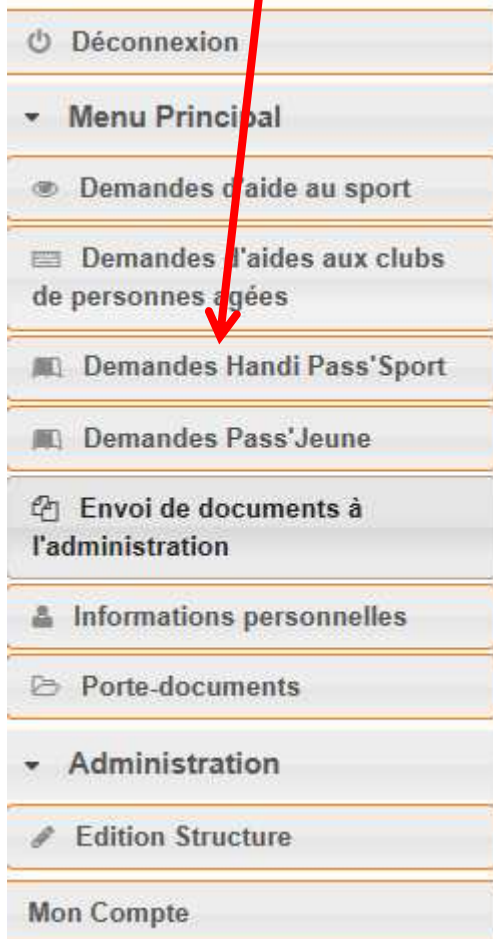 Déconnexion
Menu Principal
Demandes d'aide au sport
Demandes d'aides aux clubs
de personnes agées
Demandes Handi Pass'Sport
Demandes Pass'Jeune
Envoi de documents à
l'administration
Informations personnelles
Porte-documents
Administration
Edition Structure
Mon Compte